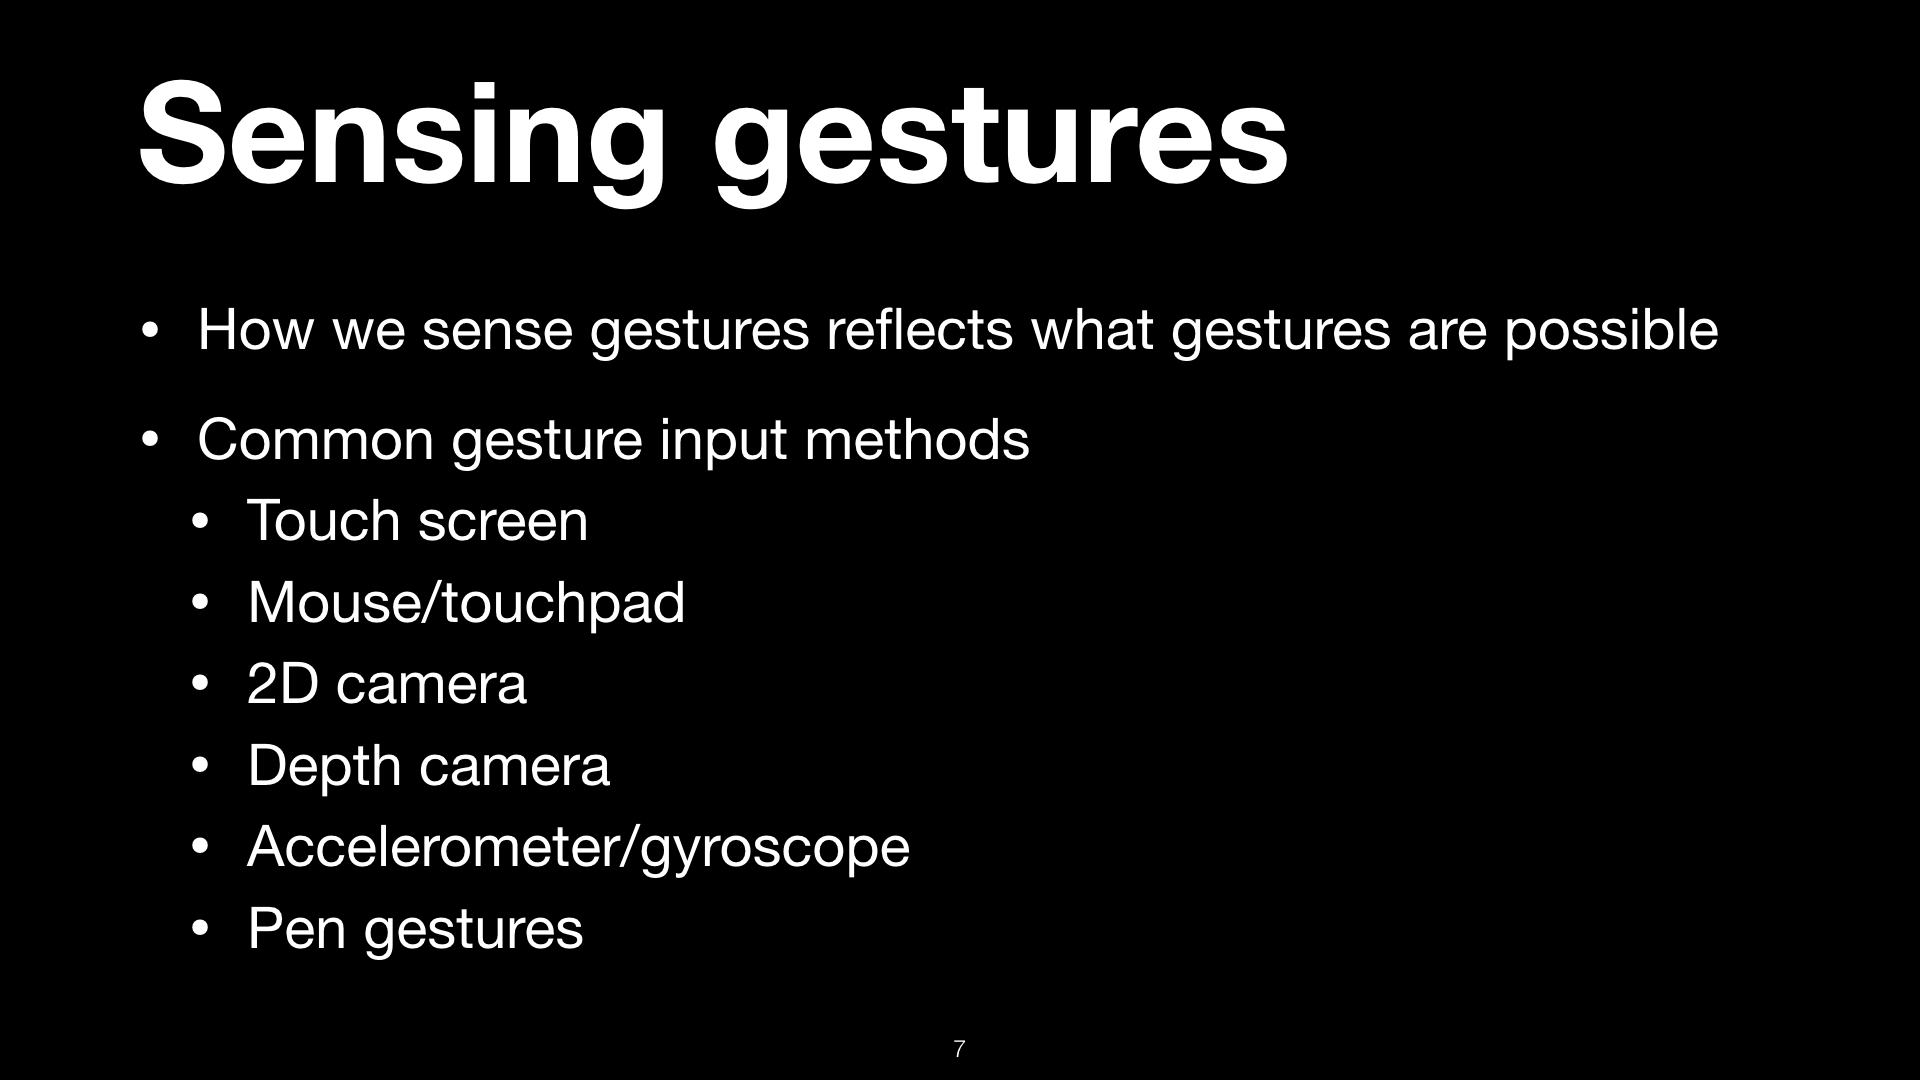 Sensing gestures
• How we sense gestures reflects what gestures are possible
• Common gesture input methods
• Touch screen
• Mouse/touchpad
• 2D camera
• Depth camera
• Accelerometer/gyroscope
• Pen gestures
7